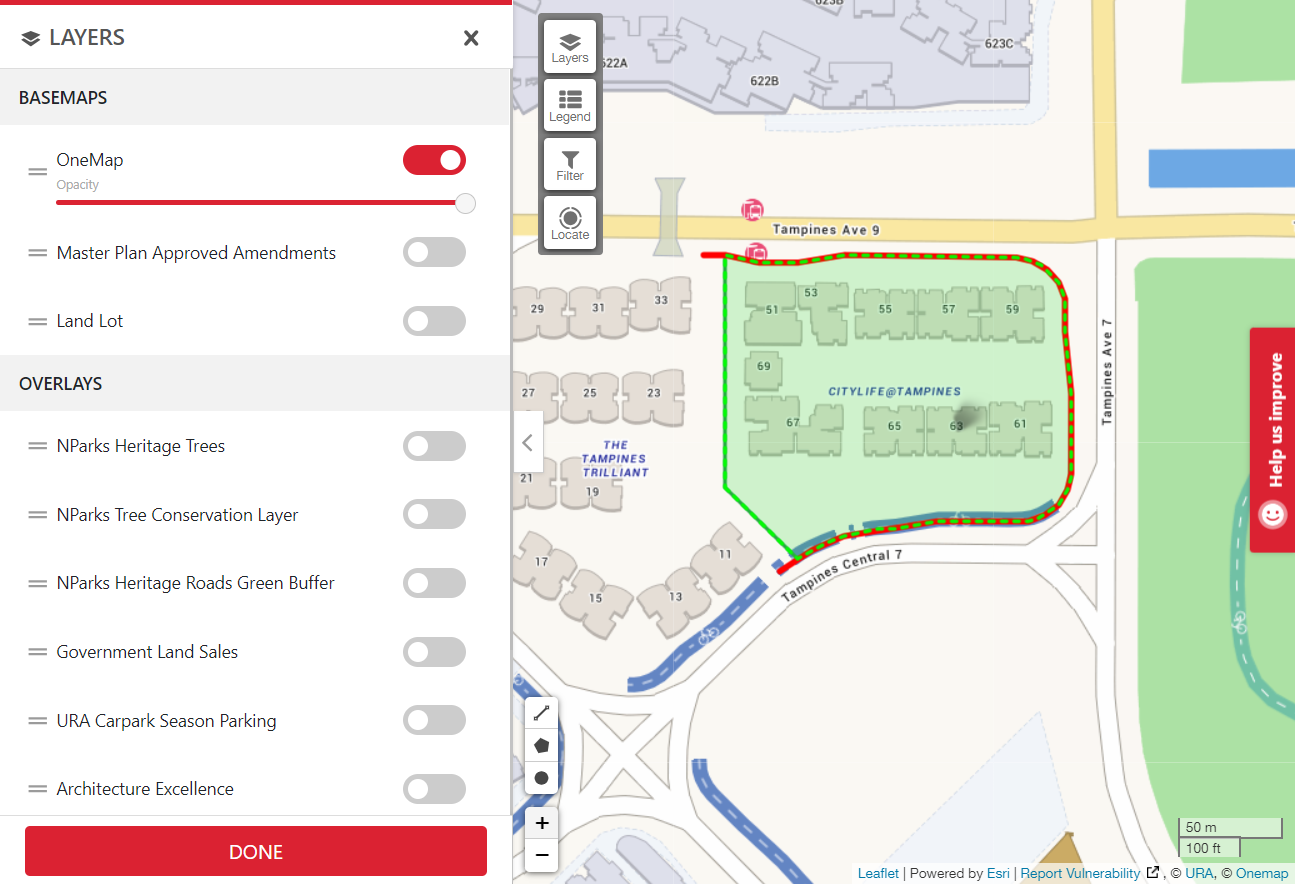 LAYERS
BASEMAPS
OneMap
Opacity
Master Plan Approved Amendments
Land Lot
OVERLAYS
NParks Heritage Trees
NParks Tree Conservation Layer
NParks Heritage Roads Green Buffer
Government Land Sales
URA Carpark Season Parking
Architecture Excellence
DONE
Layers
Legend
Filter
Locate
623B
623C
622A
622B
Tampines Ave 9
Tampines Ave 7
29
31
33
51
53
55
57
59
27
25
23
69
CITYLIFE@TAMPINES
67
65
63
61
THE
TAMPINES
TRILLIANT
21
19
17
15
13
11
Tampines Central 7
Help us improve
+
−
50 m
100 ft
Leaflet | Powered by Esri | Report Vulnerability , © URA, © Onemap